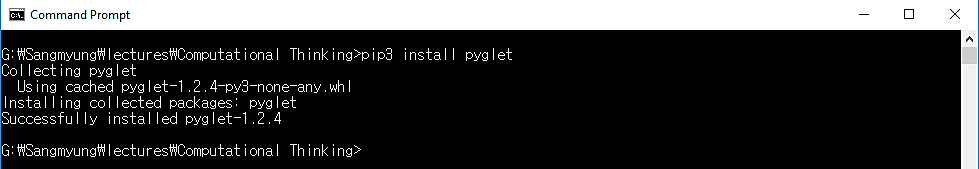 Command Prompt
G:₩Sangmyung₩lectures₩Computational Thinking>pip3 install pyglet
Collecting pyglet
  Using cached pyglet-1.2.4-py3-none-any.whl
Installing collected packages: pyglet
Successfully installed pyglet-1.2.4
G:₩Sangmyung₩lectures₩Computational Thinking>